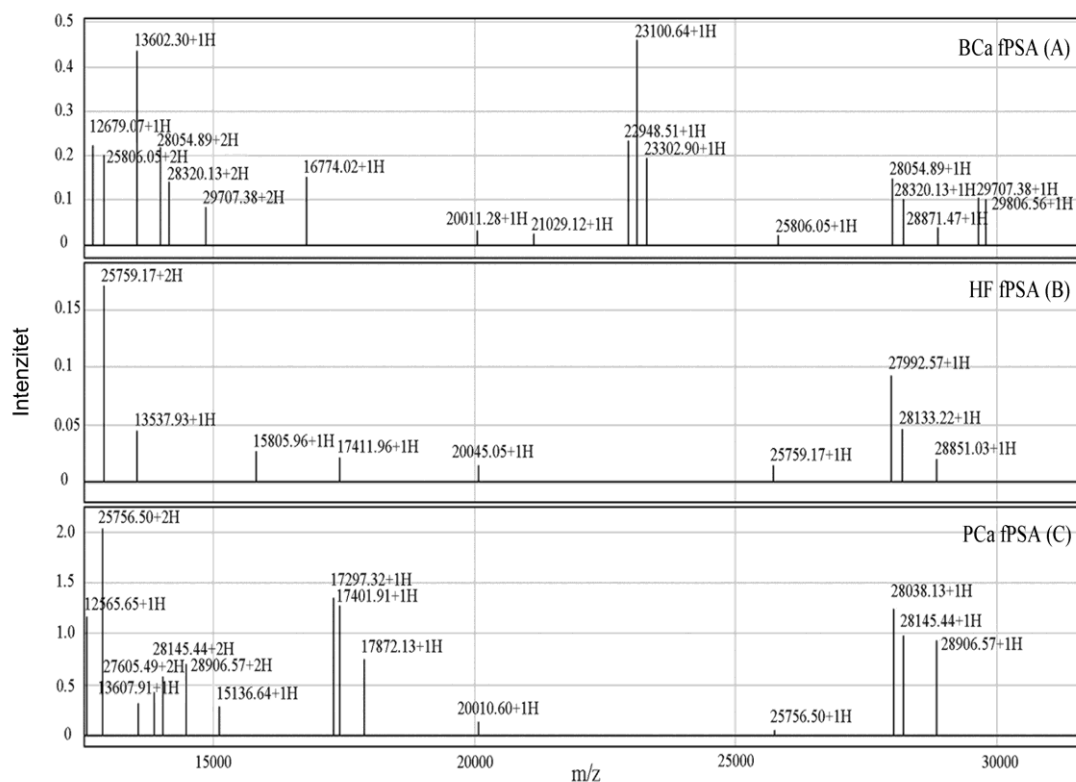 0.5
13602.30+1H
23100.64+1H
BCa fPSA (A)
0.4
0.3
12679.07+1H
28054.89+2H
22948.51+1H
25806.05+2H
23302.90+1H
0.2
28320.13+2H
16774.02+1H
28054.89+1H
29707.38+2H
28320.13+1H
29707.38+1H
0.1
29806.56+1H
20011.28+1H
21029.12+1H
28871.47+1H
25806.05+1H
0
25759.17+2H
HF fPSA (B)
0.15
0.1
27992.57+1H
0.05
13537.93+1H
28133.22+1H
15805.96+1H
17411.96+1H
20045.05+1H
25759.17+1H
28851.03+1H
0
Intenzitet
25756.50+2H
PCa fPSA (C)
2.0
1.5
17297.32+1H
28038.13+1H
12565.65+1H
17401.91+1H
28145.44+1H
1.0
28145.44+2H
17872.13+1H
28906.57+1H
27605.49+2H
28906.57+2H
0.5
13607.91+1H
15136.64+1H
20010.60+1H
25756.50+1H
0
15000
20000
25000
30000
m/z